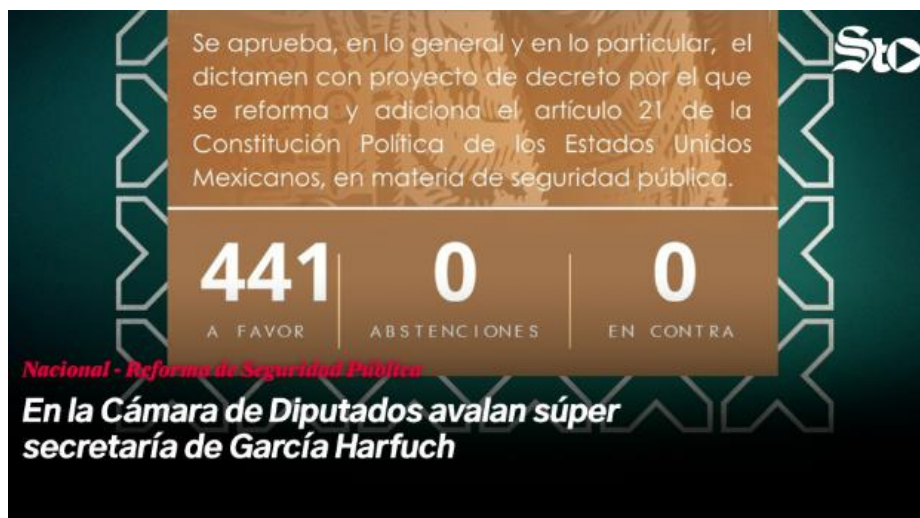 Se aprueba, en lo general y en lo particular, el
dictamen con proyecto de decreto por el que
se reforma y adiciona el artículo 21 de la
Constitución Política de los Estados Unidos
Mexicanos, en materia de seguridad pública.
StC
441 0 0
A FAVOR ABSTENCIONES EN CONTRA
Nacional - Reforma de Seguridad Pública
En la Cámara de Diputados avalan súper
secretaría de García Harfuch